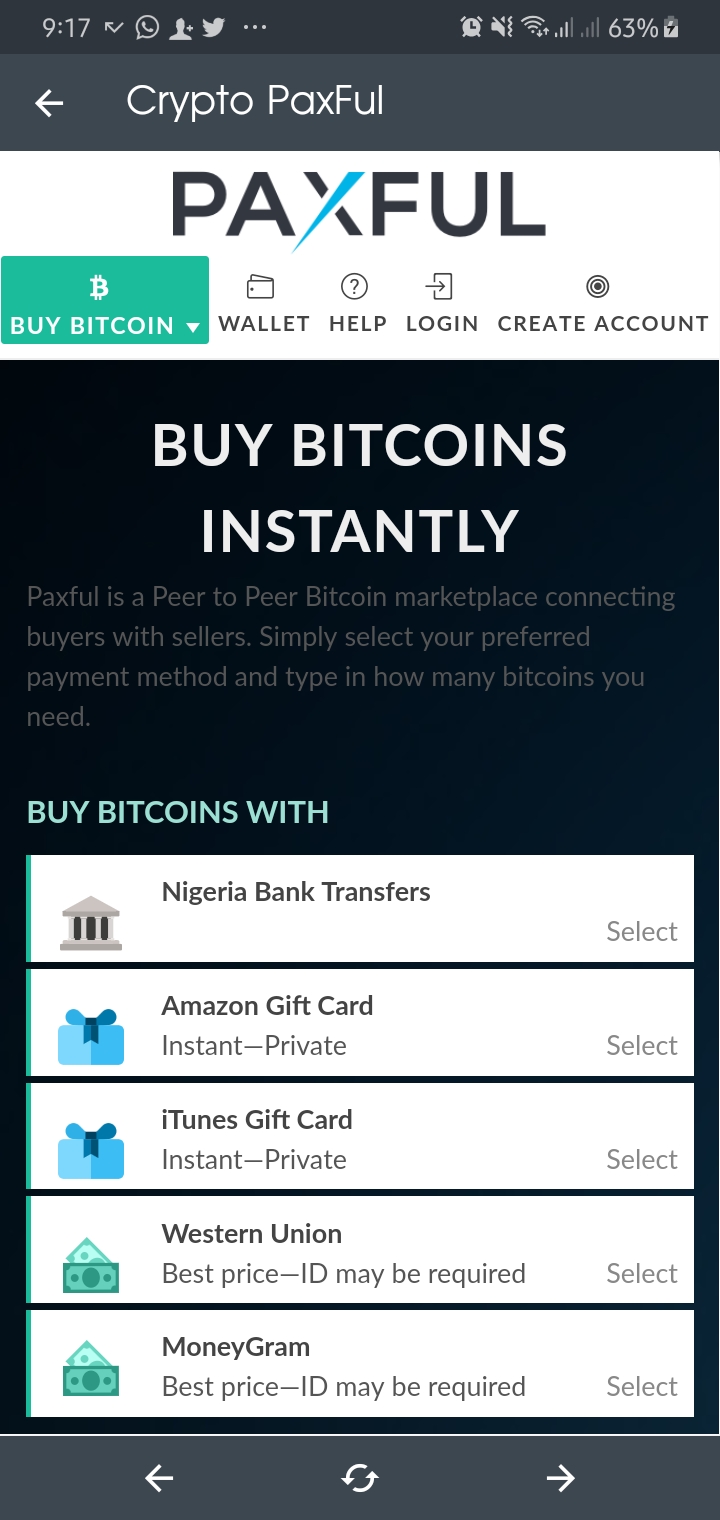 9:17 63%
Crypto PaxFul
PAXFUL
BUY BITCOIN WALLET HELP LOGIN CREATE ACCOUNT
BUY BITCOINS
INSTANTLY
Paxful is a Peer to Peer Bitcoin marketplace connecting
buyers with sellers. Simply select your preferred
payment method and type in how many bitcoins you
need.
BUY BITCOINS WITH
Nigeria Bank Transfers
Select
Amazon Gift Card
Instant—Private Select
iTunes Gift Card
Instant—Private Select
Western Union
Best price—ID may be required Select
MoneyGram
Best price—ID may be required Select